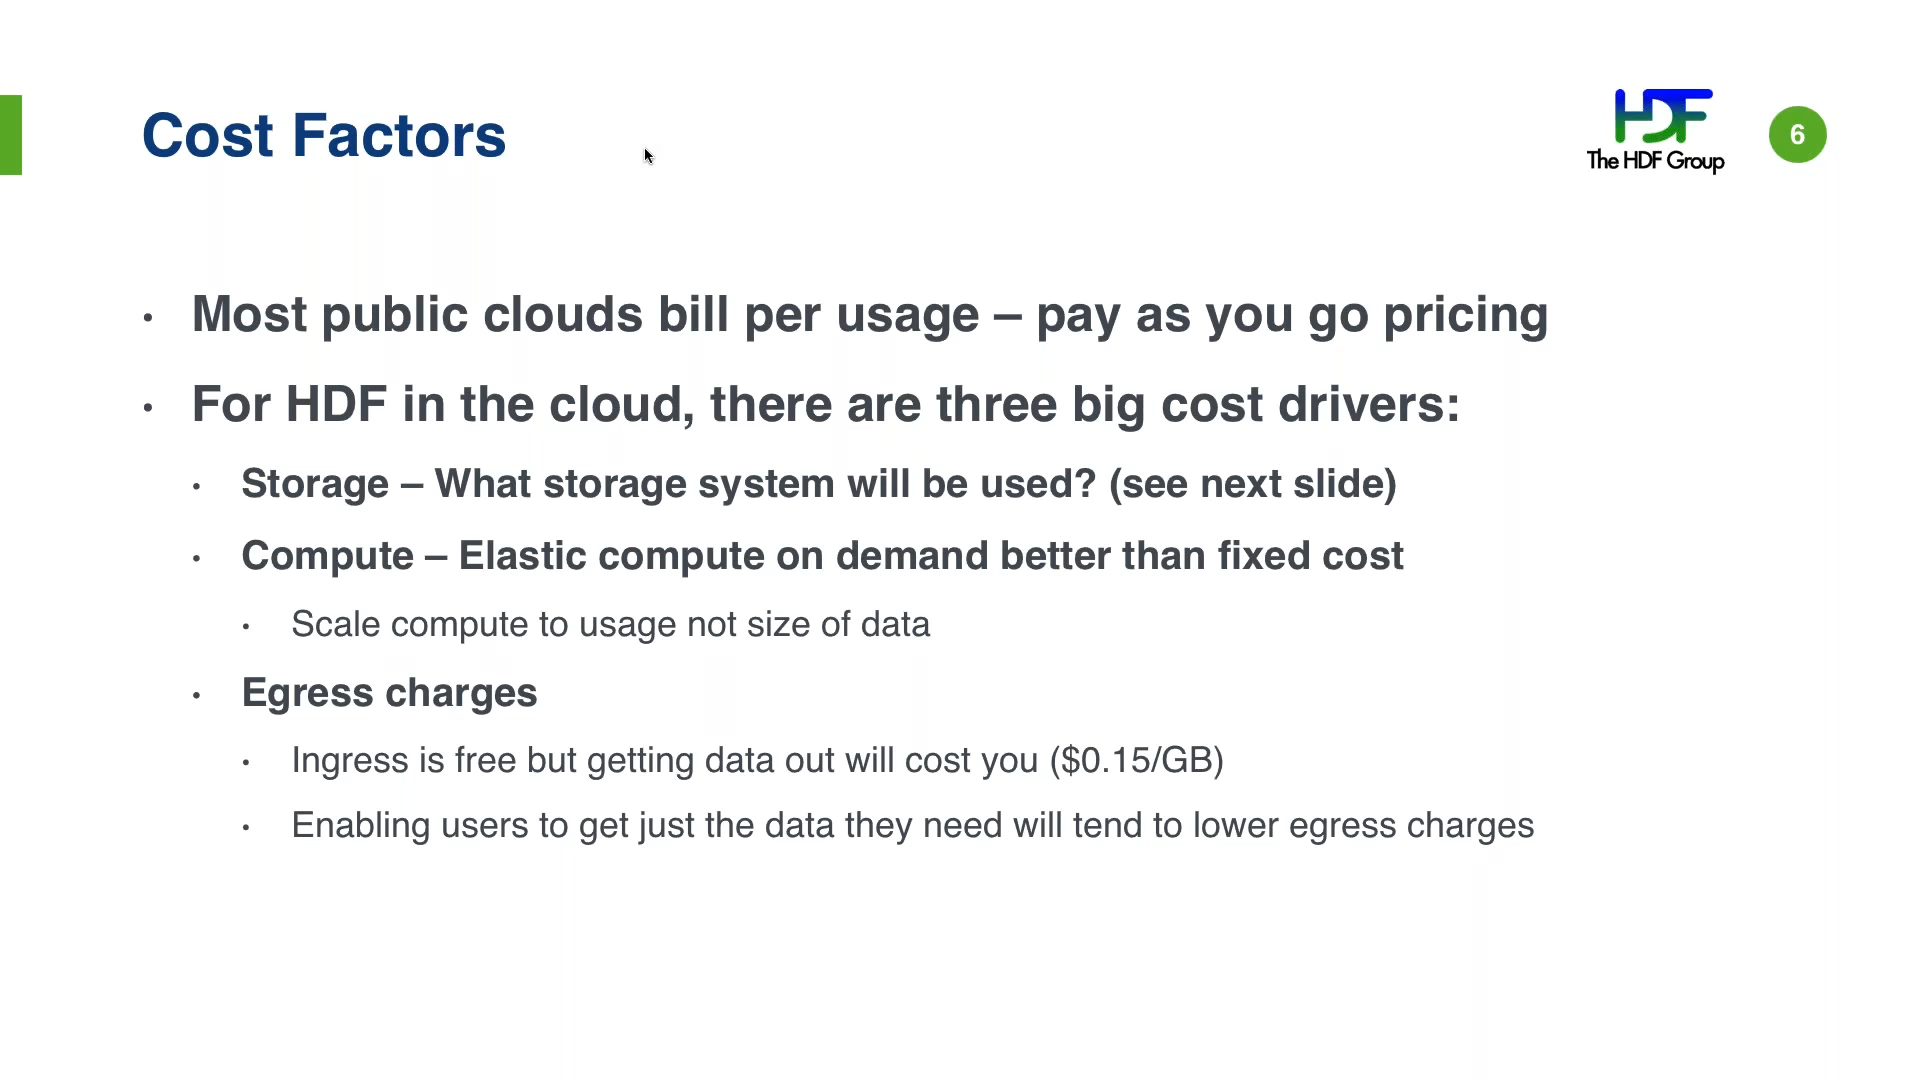 Cost Factors
HDF
The HDF Group
6
• Most public clouds bill per usage – pay as you go pricing
• For HDF in the cloud, there are three big cost drivers:
• Storage – What storage system will be used? (see next slide)
• Compute – Elastic compute on demand better than fixed cost
• Scale compute to usage not size of data
• Egress charges
• Ingress is free but getting data out will cost you ($0.15/GB)
• Enabling users to get just the data they need will tend to lower egress charges